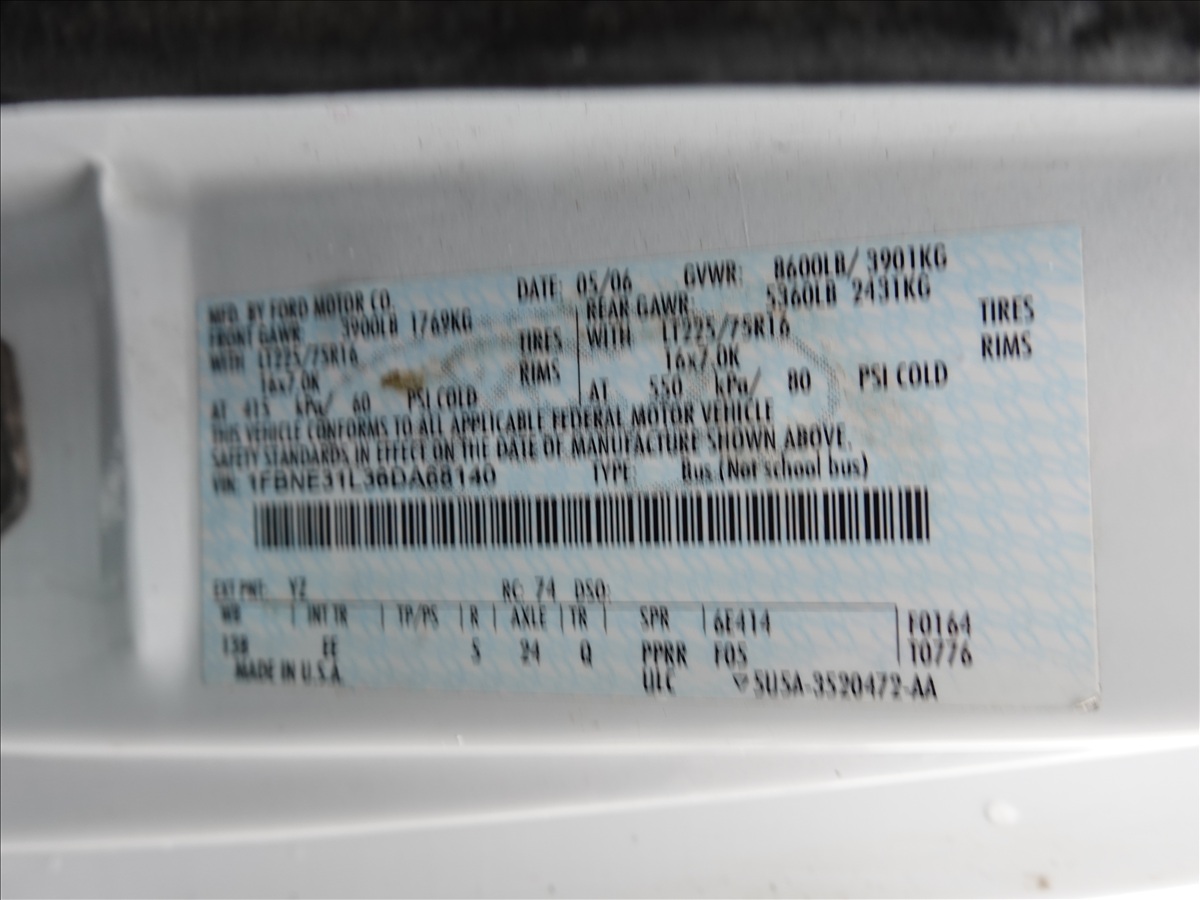 MFD. BY FORD MOTOR CO. DATE: 05/06 GVWR: 8600LB/ 3901KG
FRONT GAWR: 3900LB 1769KG REAR GAWR: 5360LB 2431KG
WITH LT225/75R16 TIRES WITH LT225/75R16 TIRES
16x7.0K RIMS 16x7.0K RIMS
AT 415 kPa/ 60 PSI COLD AT 550 kPa/ 80 PSI COLD
THIS VEHICLE CONFORMS TO ALL APPLICABLE FEDERAL MOTOR VEHICLE
SAFETY STANDARDS IN EFFECT ON THE DATE OF MANUFACTURE SHOWN ABOVE.
VIN: 1FBNE31L36DA68140 TYPE: Bus (Not school bus)
EXT PNT: YZ RC: 74 DSO:
WB INT TR TP/PS R AXLE TR SPR 6E414 F0164
138 EE S 24 Q PPRR F0S T0776
MADE IN U.S.A. ULC ▽5U5A-3520472-AA